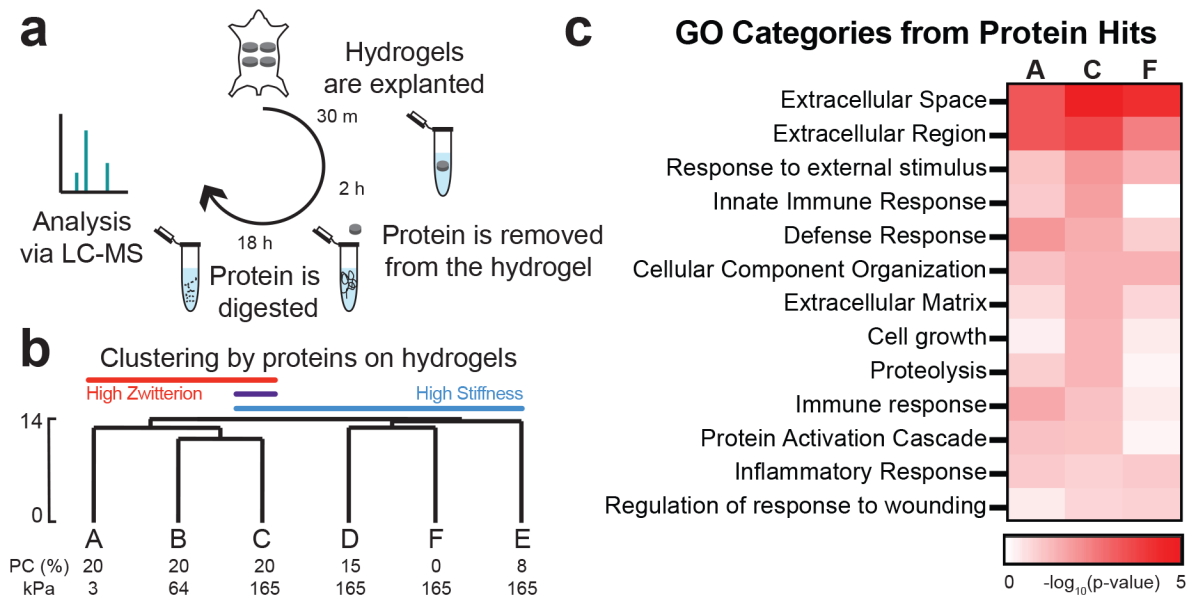 a
Hydrogels
are explanted
30 m
2 h
Protein is removed
from the hydrogel
18 h
Protein is
digested
Analysis
via LC-MS
b
Clustering by proteins on hydrogels
High Zwitterion
High Stiffness
14
0
A B C D F E
PC (%) 20 20 20 15 0 8
kPa 3 64 165 165 165 165
c
GO Categories from Protein Hits
A C F
Extracellular Space
Extracellular Region
Response to external stimulus
Innate Immune Response
Defense Response
Cellular Component Organization
Extracellular Matrix
Cell growth
Proteolysis
Immune response
Protein Activation Cascade
Inflammatory Response
Regulation of response to wounding
0 -log10(p-value) 5